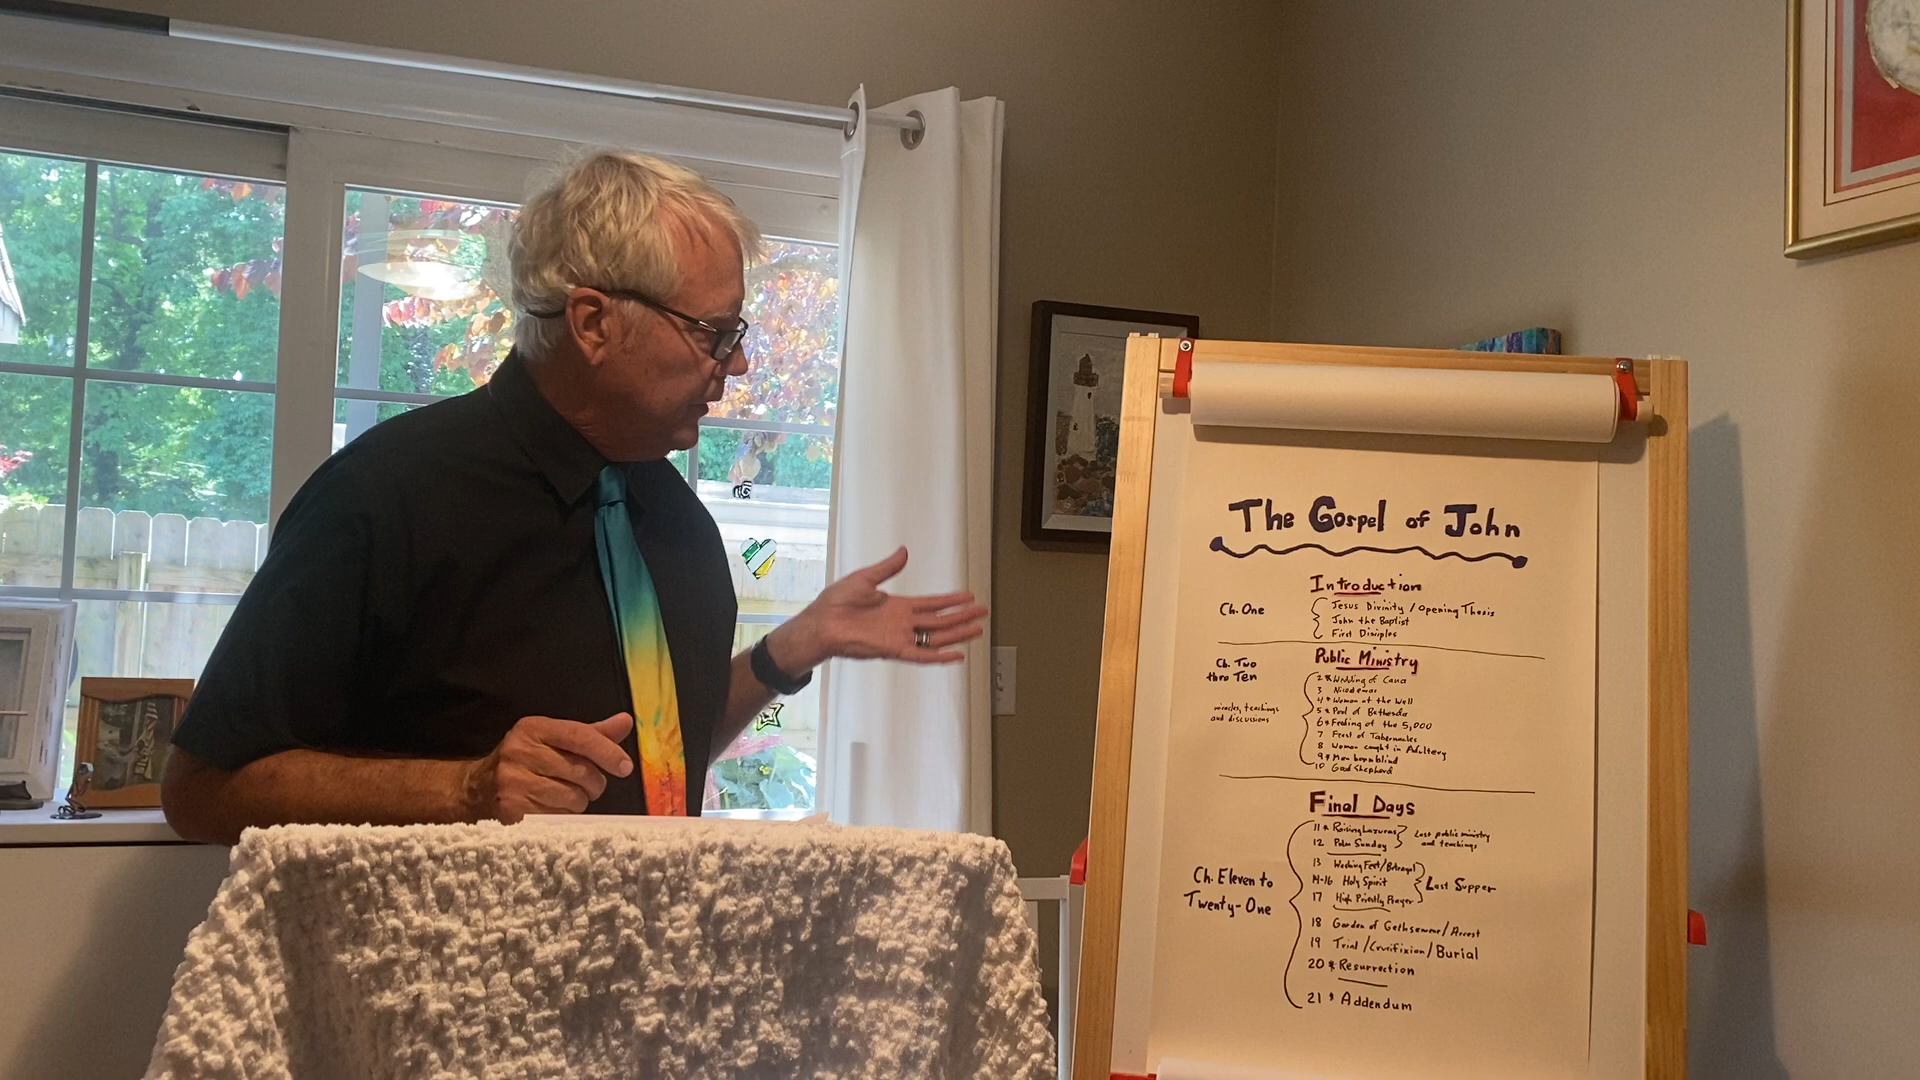 The Gospel of John
Introduction
Ch. One
Jesus Divinity / Opening Thesis
John the Baptist
First Disciples
Public Ministry
Ch. Two
thru Ten
miracles, teachings
and discussions
2 * Wedding of Cana
3 Nicodemus
4 * Woman at the Well
5 * Pool of Bethesda
6 * Feeding of the 5,000
7 Feast of Tabernacles
8 Woman caught in Adultery
9 * Man born blind
10 Good Shepherd
Final Days
Ch. Eleven to
Twenty-One
11 * Raising Lazarus
12 Palm Sunday
Last public ministry
and teachings
13 Washing Feet/Betrayal
14-16 Holy Spirit
17 High Priestly Prayer
Last Supper
18 Garden of Gethsemane/Arrest
19 Trial/Crucifixion/Burial
20 * Resurrection
21 * Addendum